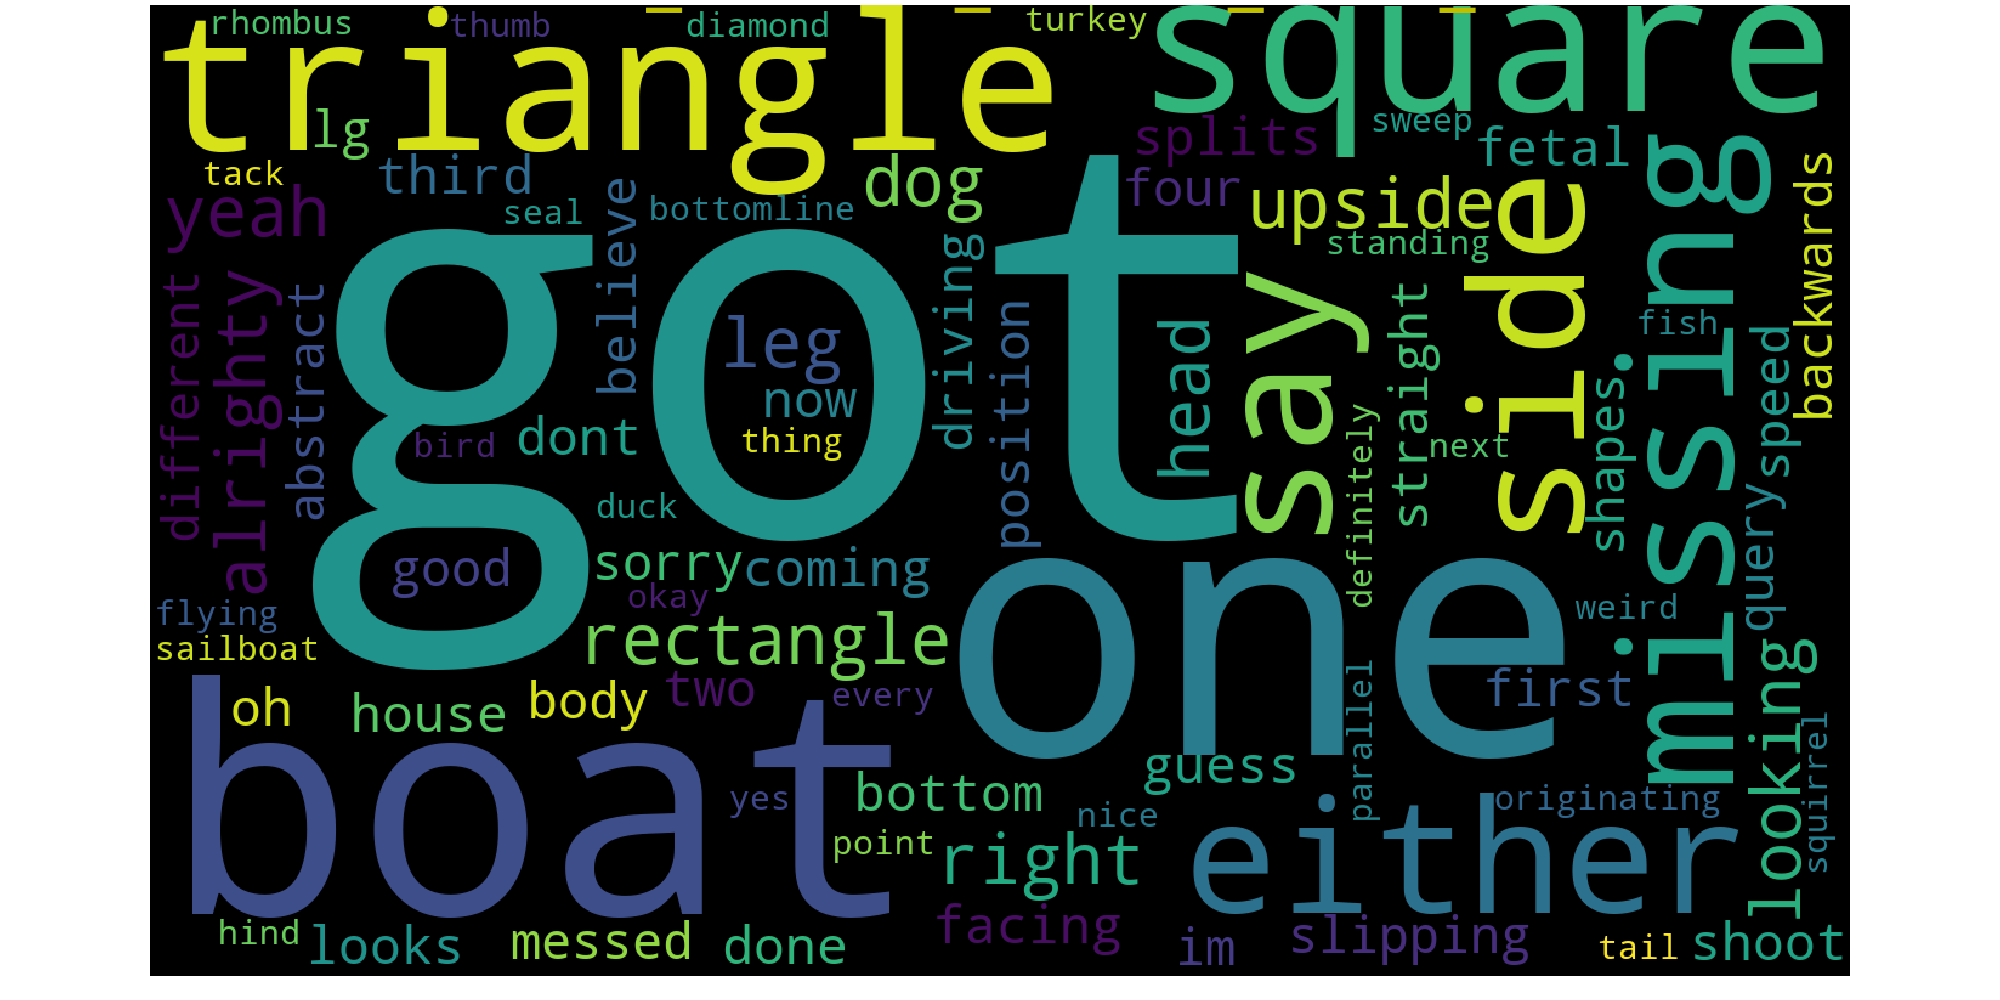 rhombus
thumb
diamond
turkey
triangle
square
lg
splits
sweep
fetal
tack
third
dog
four
upside
side
missing
backwards
yeah
seal
believe
bottomline
standing
different
alrighty
abstract
got
leg
now
driving
position
head
say
straight
fish
shapes
speed
bird
dont
thing
definitely
next
duck
query
good
sorry
coming
okay
one
flying
weird
sailboat
rectangle
looking
oh
house
body
two
every
first
boat
parallel
squirrel
guess
yes
bottom
nice
either
originating
point
right
hind
looks
messed
done
facing
im
slipping
tail
shoot